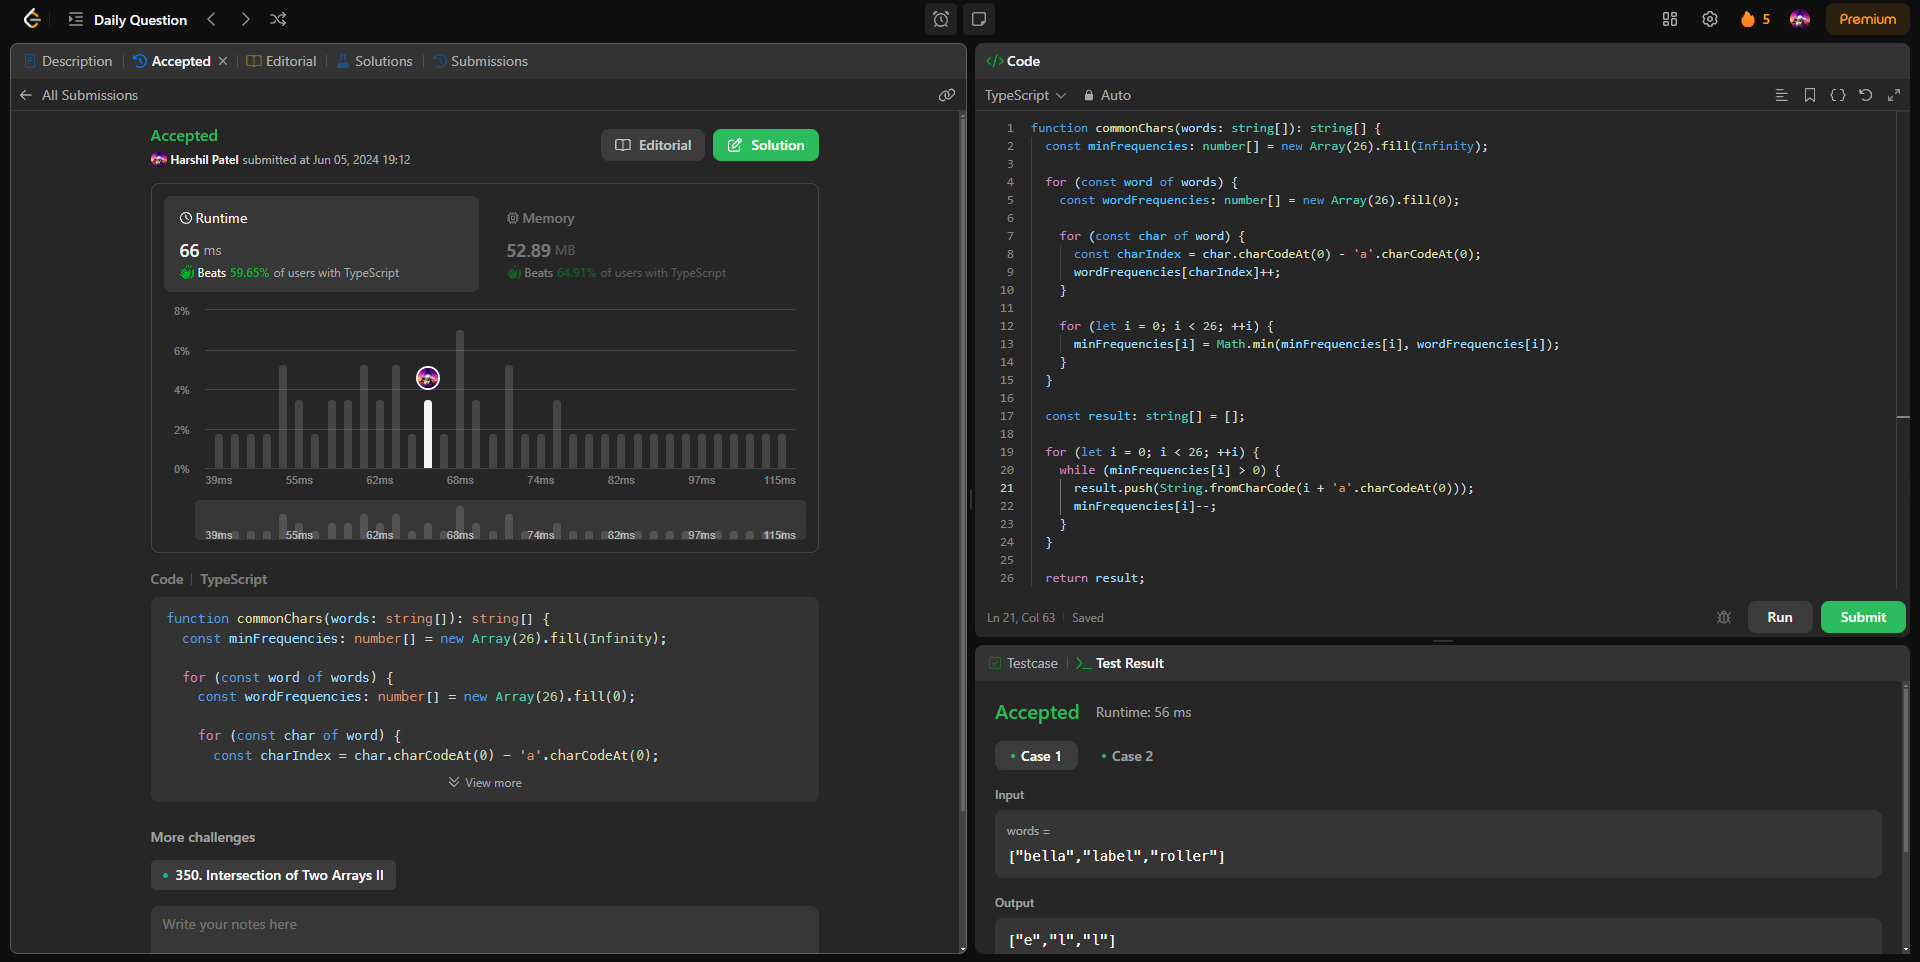 Daily Question
5
Premium
Description
Accepted
Editorial
Solutions
Submissions
All Submissions
Accepted
Harshil Patel submitted at Jun 05, 2024 19:12
Editorial
Solution
Runtime
66 ms
Beats 59.65% of users with TypeScript
Memory
52.89 MB
Beats 64.91% of users with TypeScript
8%
6%
4%
2%
0%
39ms 55ms 62ms 68ms 74ms 82ms 97ms 115ms
39ms 55ms 62ms 68ms 74ms 82ms 97ms 115ms
Code | TypeScript
function commonChars(words: string[]): string[] {
const minFrequencies: number[] = new Array(26).fill(Infinity);
for (const word of words) {
const wordFrequencies: number[] = new Array(26).fill(0);
for (const char of word) {
const charIndex = char.charCodeAt(0) - 'a'.charCodeAt(0);
View more
More challenges
350. Intersection of Two Arrays II
Write your notes here
</> Code
TypeScript
Auto
1 function commonChars(words: string[]): string[] {
2 const minFrequencies: number[] = new Array(26).fill(Infinity);
3
4 for (const word of words) {
5 const wordFrequencies: number[] = new Array(26).fill(0);
6
7 for (const char of word) {
8 const charIndex = char.charCodeAt(0) - 'a'.charCodeAt(0);
9 wordFrequencies[charIndex]++;
10 }
11
12 for (let i = 0; i < 26; ++i) {
13 minFrequencies[i] = Math.min(minFrequencies[i], wordFrequencies[i]);
14 }
15 }
16
17 const result: string[] = [];
18
19 for (let i = 0; i < 26; ++i) {
20 while (minFrequencies[i] > 0) {
21 result.push(String.fromCharCode(i + 'a'.charCodeAt(0)));
22 minFrequencies[i]--;
23 }
24 }
25
26 return result;
Ln 21, Col 63 | Saved
Run
Submit
Testcase
>_ Test Result
Accepted
Runtime: 56 ms
Case 1
Case 2
Input
words =
["bella","label","roller"]
Output
["e","l","l"]